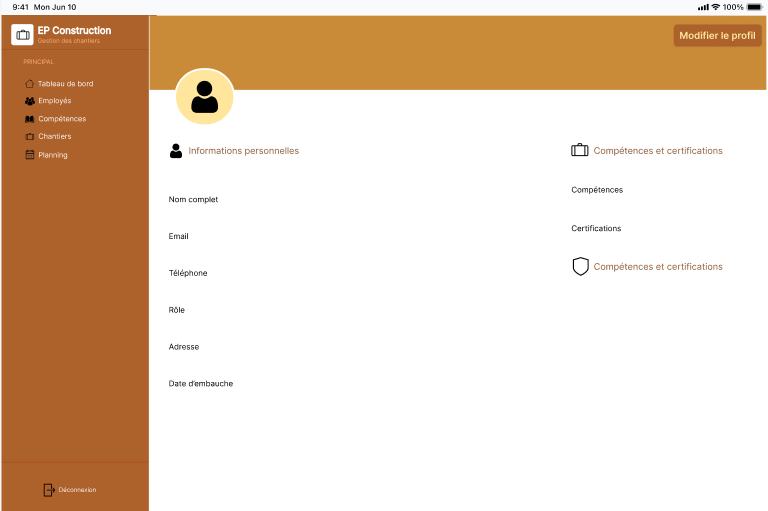 9:41 Mon Jun 10
100%
EP Construction
Gestion des chantiers
PRINCIPAL
Tableau de bord
Employés
Compétences
Chantiers
Planning
Déconnexion
Modifier le profil
Informations personnelles
Nom complet
Email
Téléphone
Rôle
Adresse
Date d'embauche
Compétences et certifications
Compétences
Certifications
Compétences et certifications